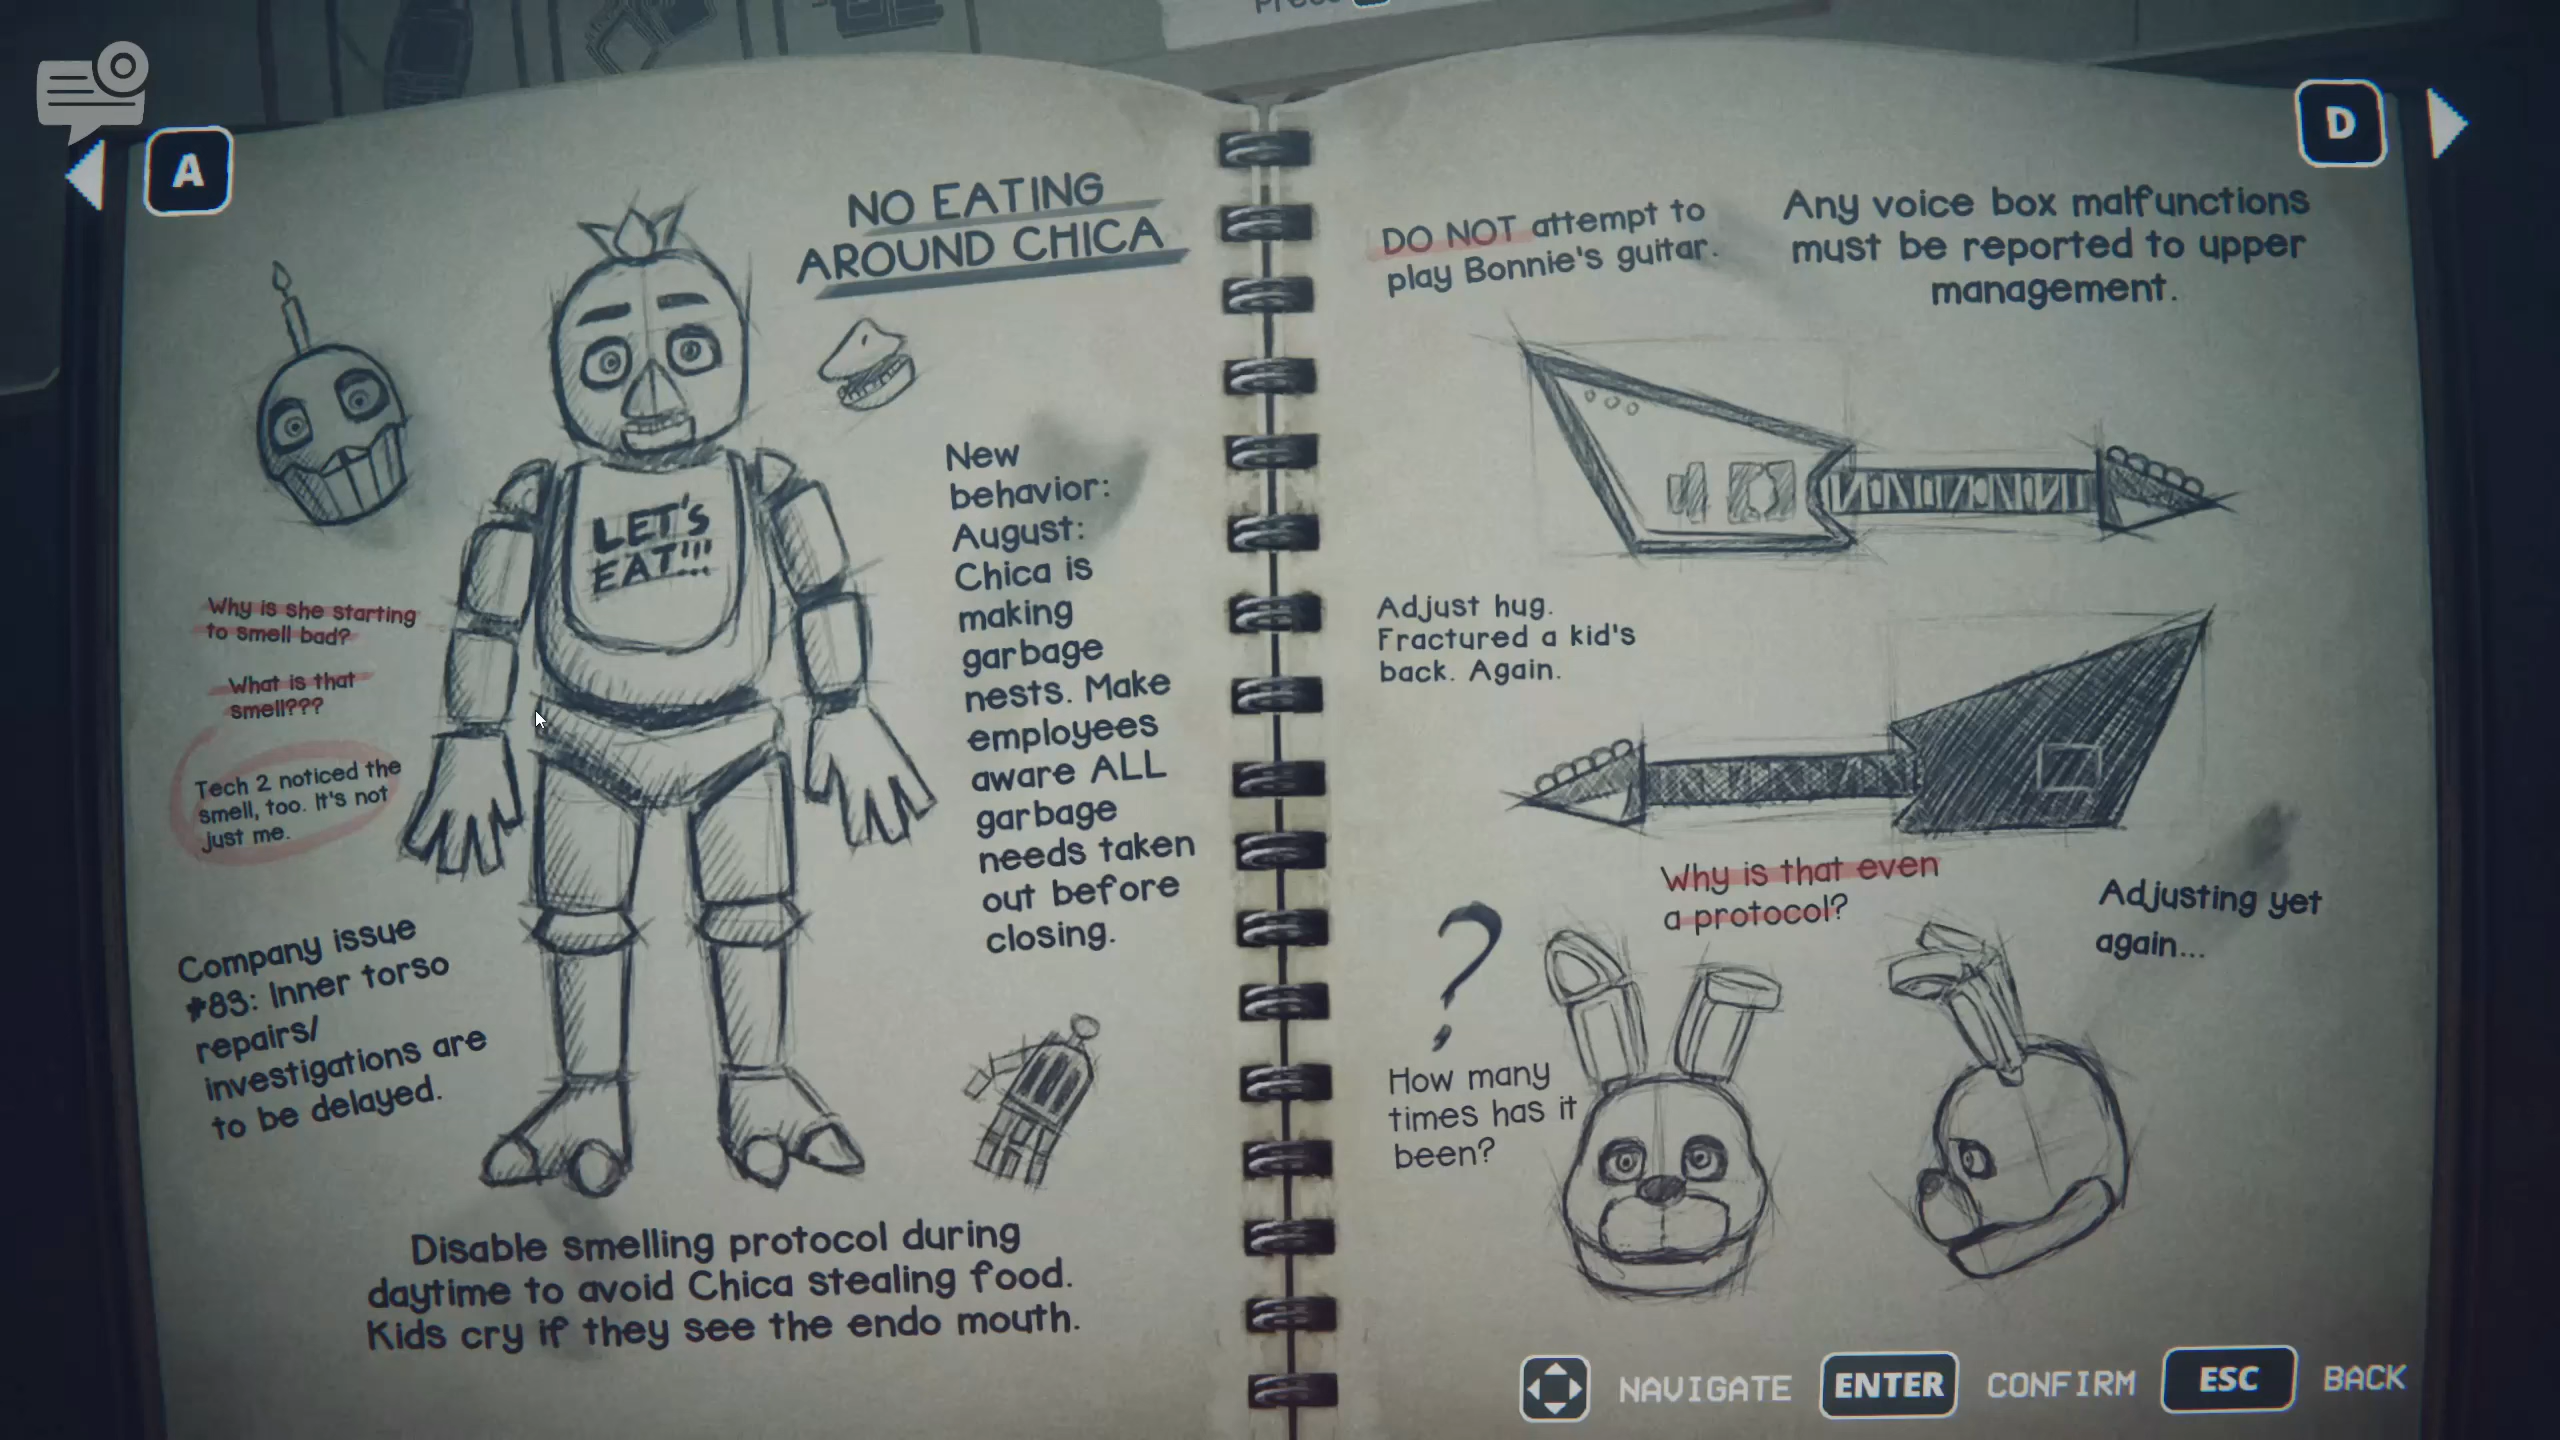 A
D
NO EATING
AROUND CHICA
LET'S
EAT!!!
New
behavior:
August:
Chica is
making
garbage
nests. Make
employees
aware ALL
garbage
needs taken
out before
closing.
Why is she starting
to smell bad?
What is that
smell???
Tech 2 noticed the
smell, too. It's not
just me.
Company issue
#83: Inner torso
repairs/
investigations are
to be delayed.
Disable smelling protocol during
daytime to avoid Chica stealing food.
Kids cry if they see the endo mouth.
DO NOT attempt to
play Bonnie's guitar.
Any voice box malfunctions
must be reported to upper
management.
Adjust hug.
Fractured a kid's
back. Again.
Why is that even
a protocol?
Adjusting yet
again...
?
How many
times has it
been?
NAVIGATE ENTER CONFIRM ESC BACK